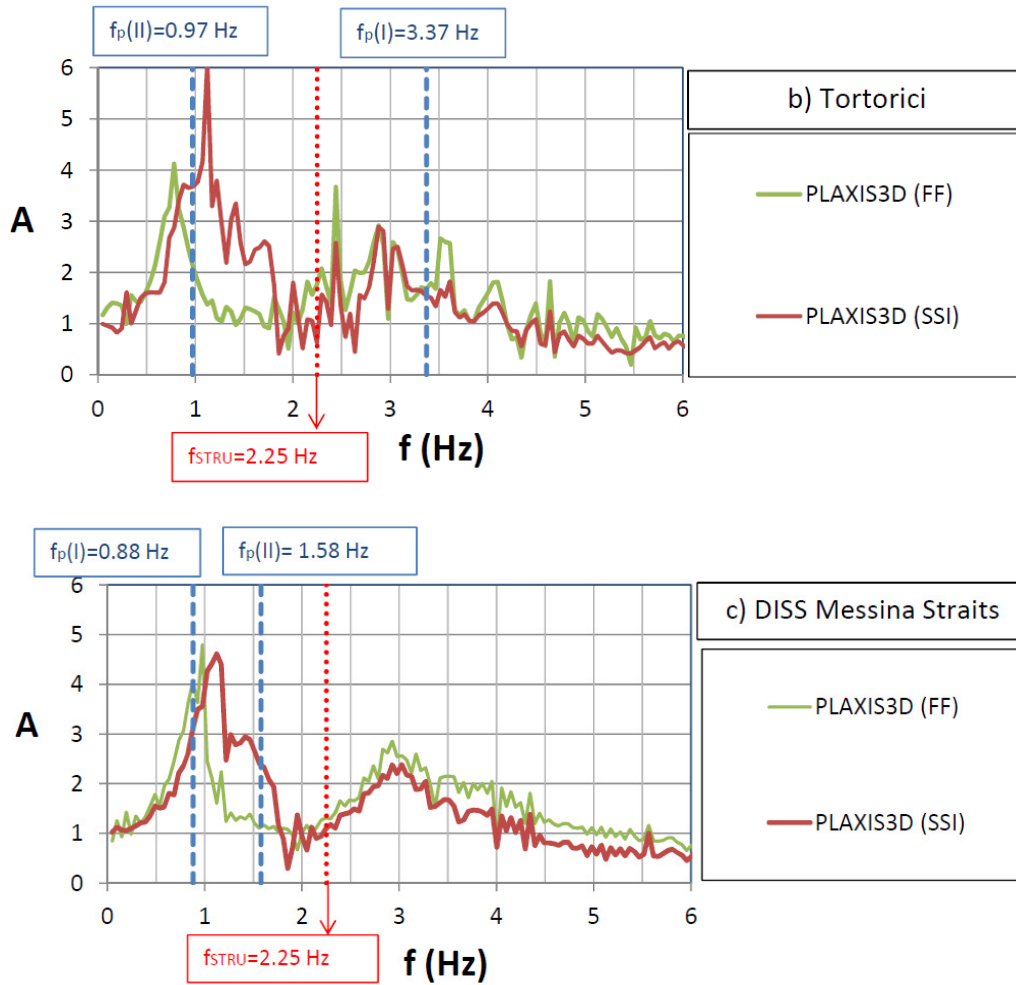 fp(II)=0.97 Hz
fp(I)=3.37 Hz
6
5
4
3
2
1
0
A
0 1 2 3 4 5 6
f (Hz)
fSTRU=2.25 Hz
b) Tortorici
PLAXIS3D (FF)
PLAXIS3D (SSI)
fp(I)=0.88 Hz
fp(II)= 1.58 Hz
6
5
4
3
2
1
0
A
0 1 2 3 4 5 6
f (Hz)
fSTRU=2.25 Hz
c) DISS Messina Straits
PLAXIS3D (FF)
PLAXIS3D (SSI)